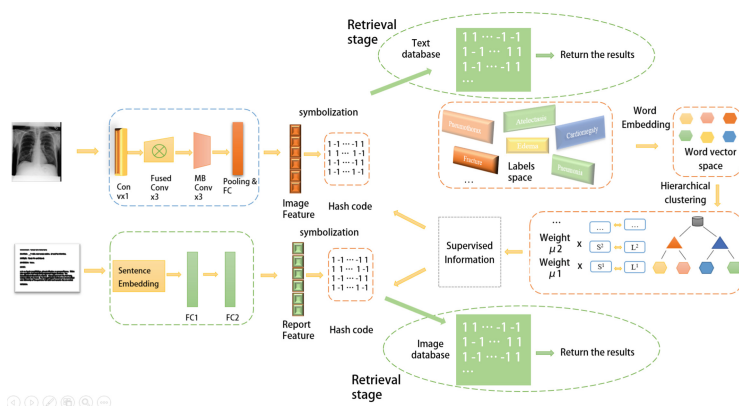 Retrieval
stage
Text
database
1 1 ··· -1 -1
1 - 1 ··· 1 1
1 -1 ··· -1 1
...
Return the results
symbolization
Con
vx1
Fused
Conv
x3
MB
Conv
x3
Pooling &
FC
Image
Feature
1 -1 ··· -1 1
1 1 ··· 1 -1
1 -1 ··· -1 1
1 -1 ··· 1 -1
Hash code
Pneumothorax
Atelectasis
Cardiomegaly
Edema
Fracture
Pneumonia
Labels
space
...
Word
Embedding
Word vector
space
Hierarchical
clustering
symbolization
Sentence
Embedding
FC1
FC2
Report
Feature
1 -1 ··· -1 1
1 1 ··· 1 -1
1 -1 ··· -1 1
1 -1 ··· 1 -1
Hash code
Supervised
Information
...
... ...
Weight
μ2 x S² L²
Weight
μ1 x S¹ L¹
Image
database
1 1 ··· -1 -1
1 - 1 ··· 1 1
1 -1 ··· -1 1
...
Return the results
Retrieval
stage